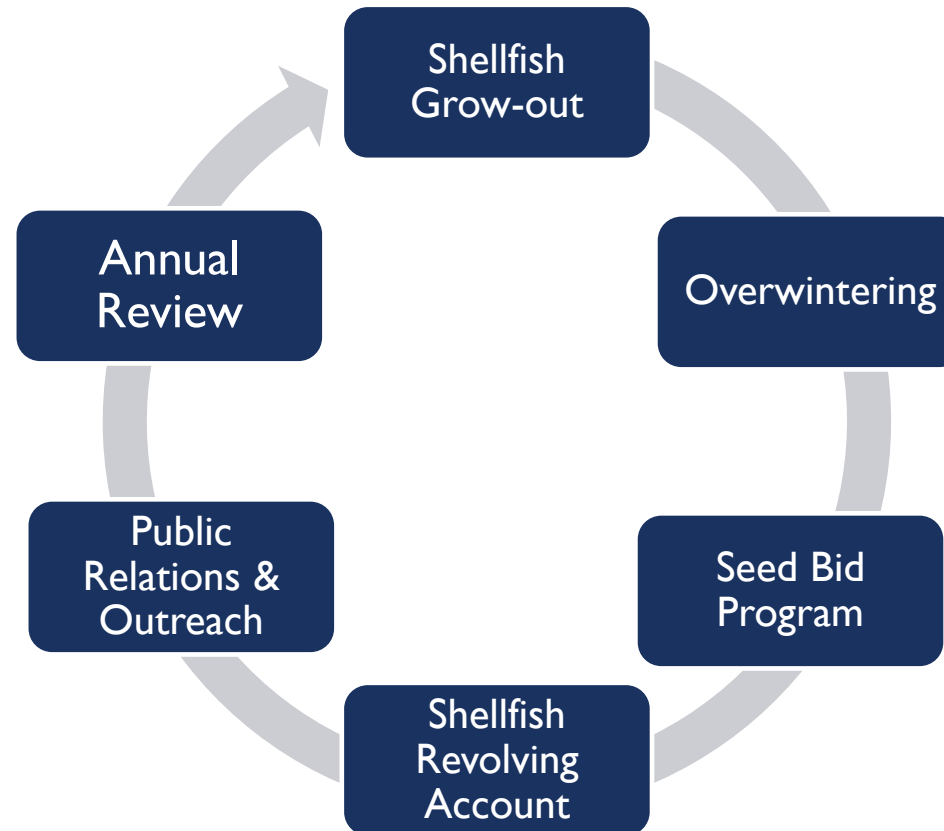 Shellfish
Grow-out
Overwintering
Seed Bid
Program
Shellfish
Revolving
Account
Public
Relations &
Outreach
Annual
Review